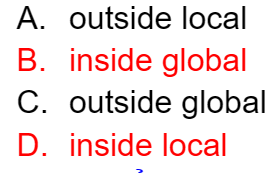 A. outside local
B. inside global
C. outside global
D. inside local